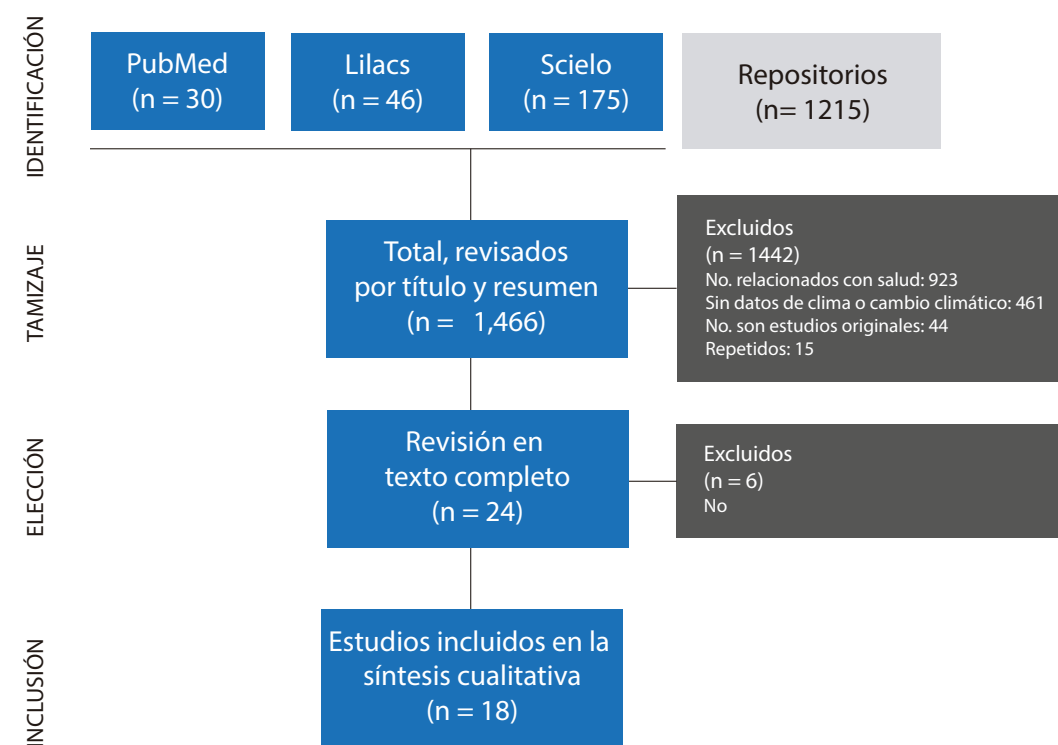 IDENTIFICACIÓN
PubMed
(n = 30)
Lilacs
(n = 46)
Scielo
(n = 175)
Repositorios
(n= 1215)
TAMIZAJE
Total, revisados
por título y resumen
(n = 1,466)
Excluidos
(n = 1442)
No. relacionados con salud: 923
Sin datos de clima o cambio climático: 461
No. son estudios originales: 44
Repetidos: 15
ELECCIÓN
Revisión en
texto completo
(n = 24)
Excluidos
(n = 6)
No
INCLUSIÓN
Estudios incluidos en la
síntesis cualitativa
(n = 18)